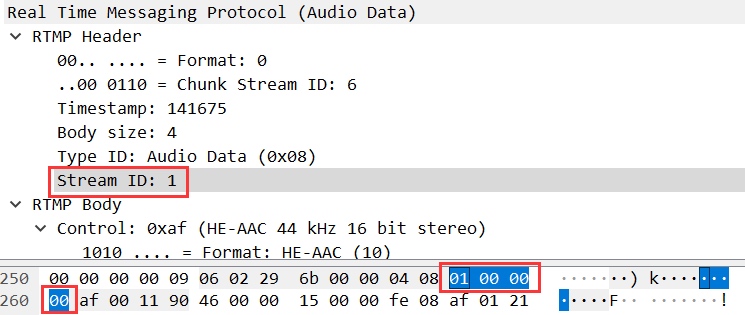 Real Time Messaging Protocol (Audio Data)
RTMP Header
00.. .... = Format: 0
..00 0110 = Chunk Stream ID: 6
Timestamp: 141675
Body size: 4
Type ID: Audio Data (0x08)
Stream ID: 1
RTMP Body
Control: 0xaf (HE-AAC 44 kHz 16 bit stereo)
1010 .... = Format: HE-AAC (10)
250 00 00 00 00 09 06 02 29 6b 00 00 04 08 01 00 00 ·······) k·······
260 00 af 00 11 90 46 00 00 15 00 00 fe 08 af 01 21 ·····F·· ·······!